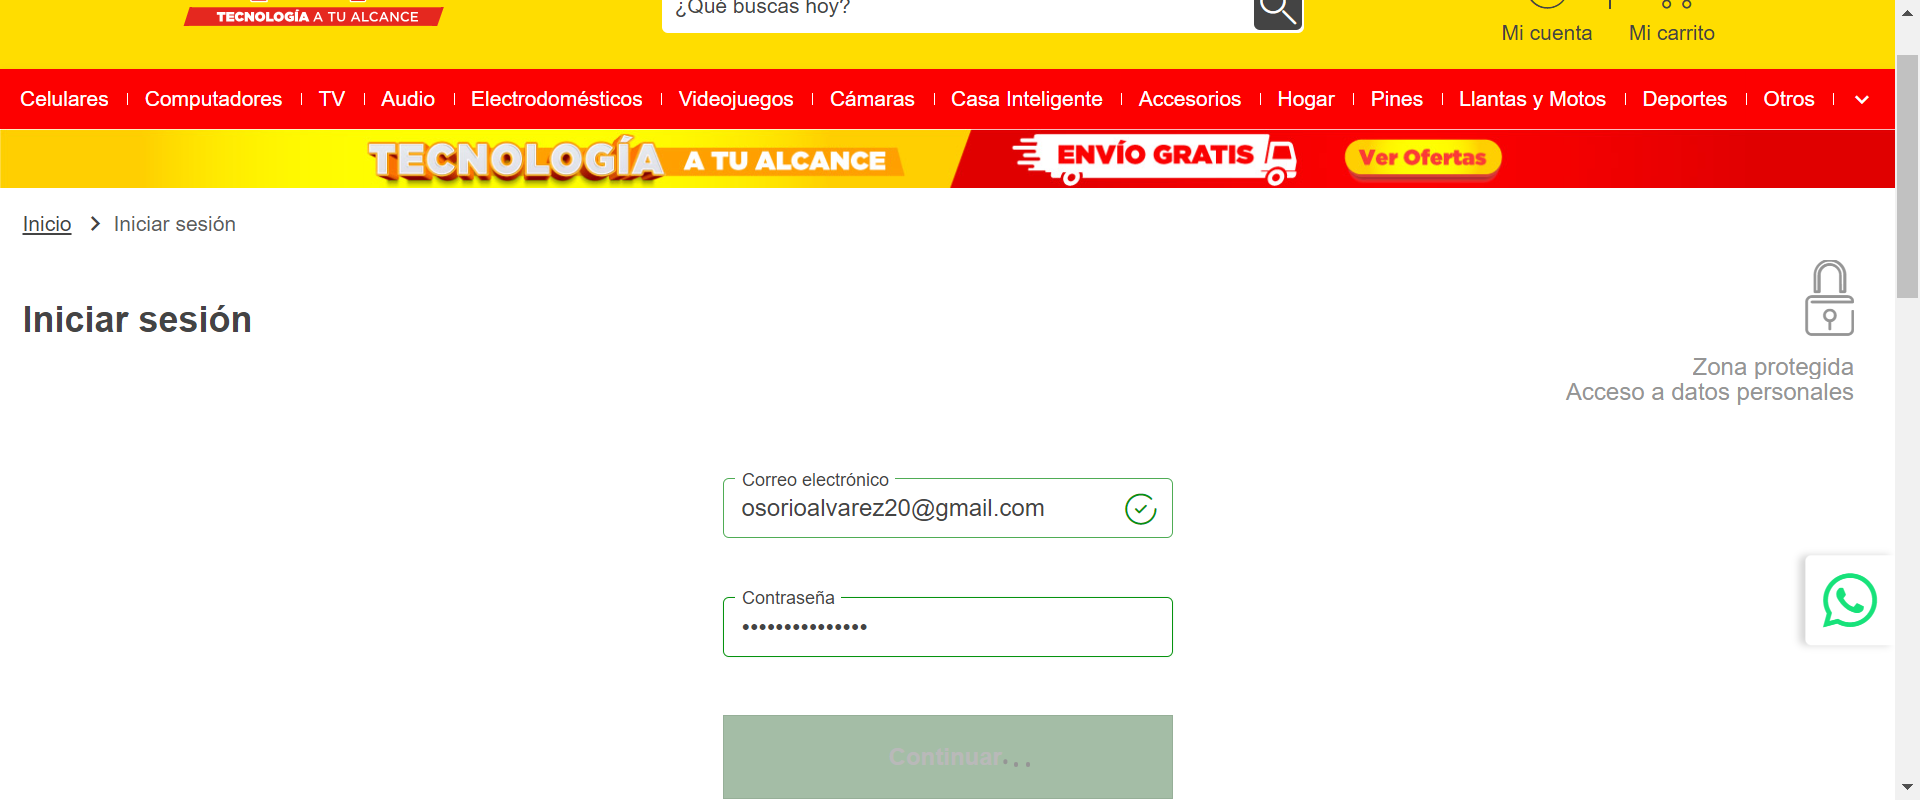 TECNOLOGÍA A TU ALCANCE
¿Qué buscas hoy?
Mi cuenta
Mi carrito
Celulares
Computadores
TV
Audio
Electrodomésticos
Videojuegos
Cámaras
Casa Inteligente
Accesorios
Hogar
Pines
Llantas y Motos
Deportes
Otros
TECNOLOGÍA A TU ALCANCE
ENVÍO GRATIS
Ver Ofertas
Inicio
Iniciar sesión
Iniciar sesión
Zona protegida
Acceso a datos personales
Correo electrónico
osorioalvarez20@gmail.com
Contraseña
•••••••••••••••
Continuar...